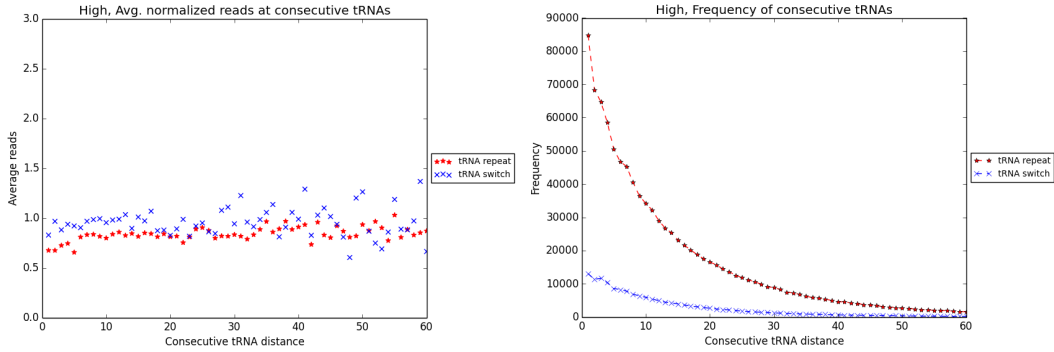 High, Avg. normalized reads at consecutive tRNAs
3.0
2.5
2.0
1.5
1.0
0.5
0.0
0 10 20 30 40 50 60
Average reads
Consecutive tRNA distance
tRNA repeat
tRNA switch
High, Frequency of consecutive tRNAs
90000
80000
70000
60000
50000
40000
30000
20000
10000
0
0 10 20 30 40 50 60
Frequency
Consecutive tRNA distance
tRNA repeat
tRNA switch